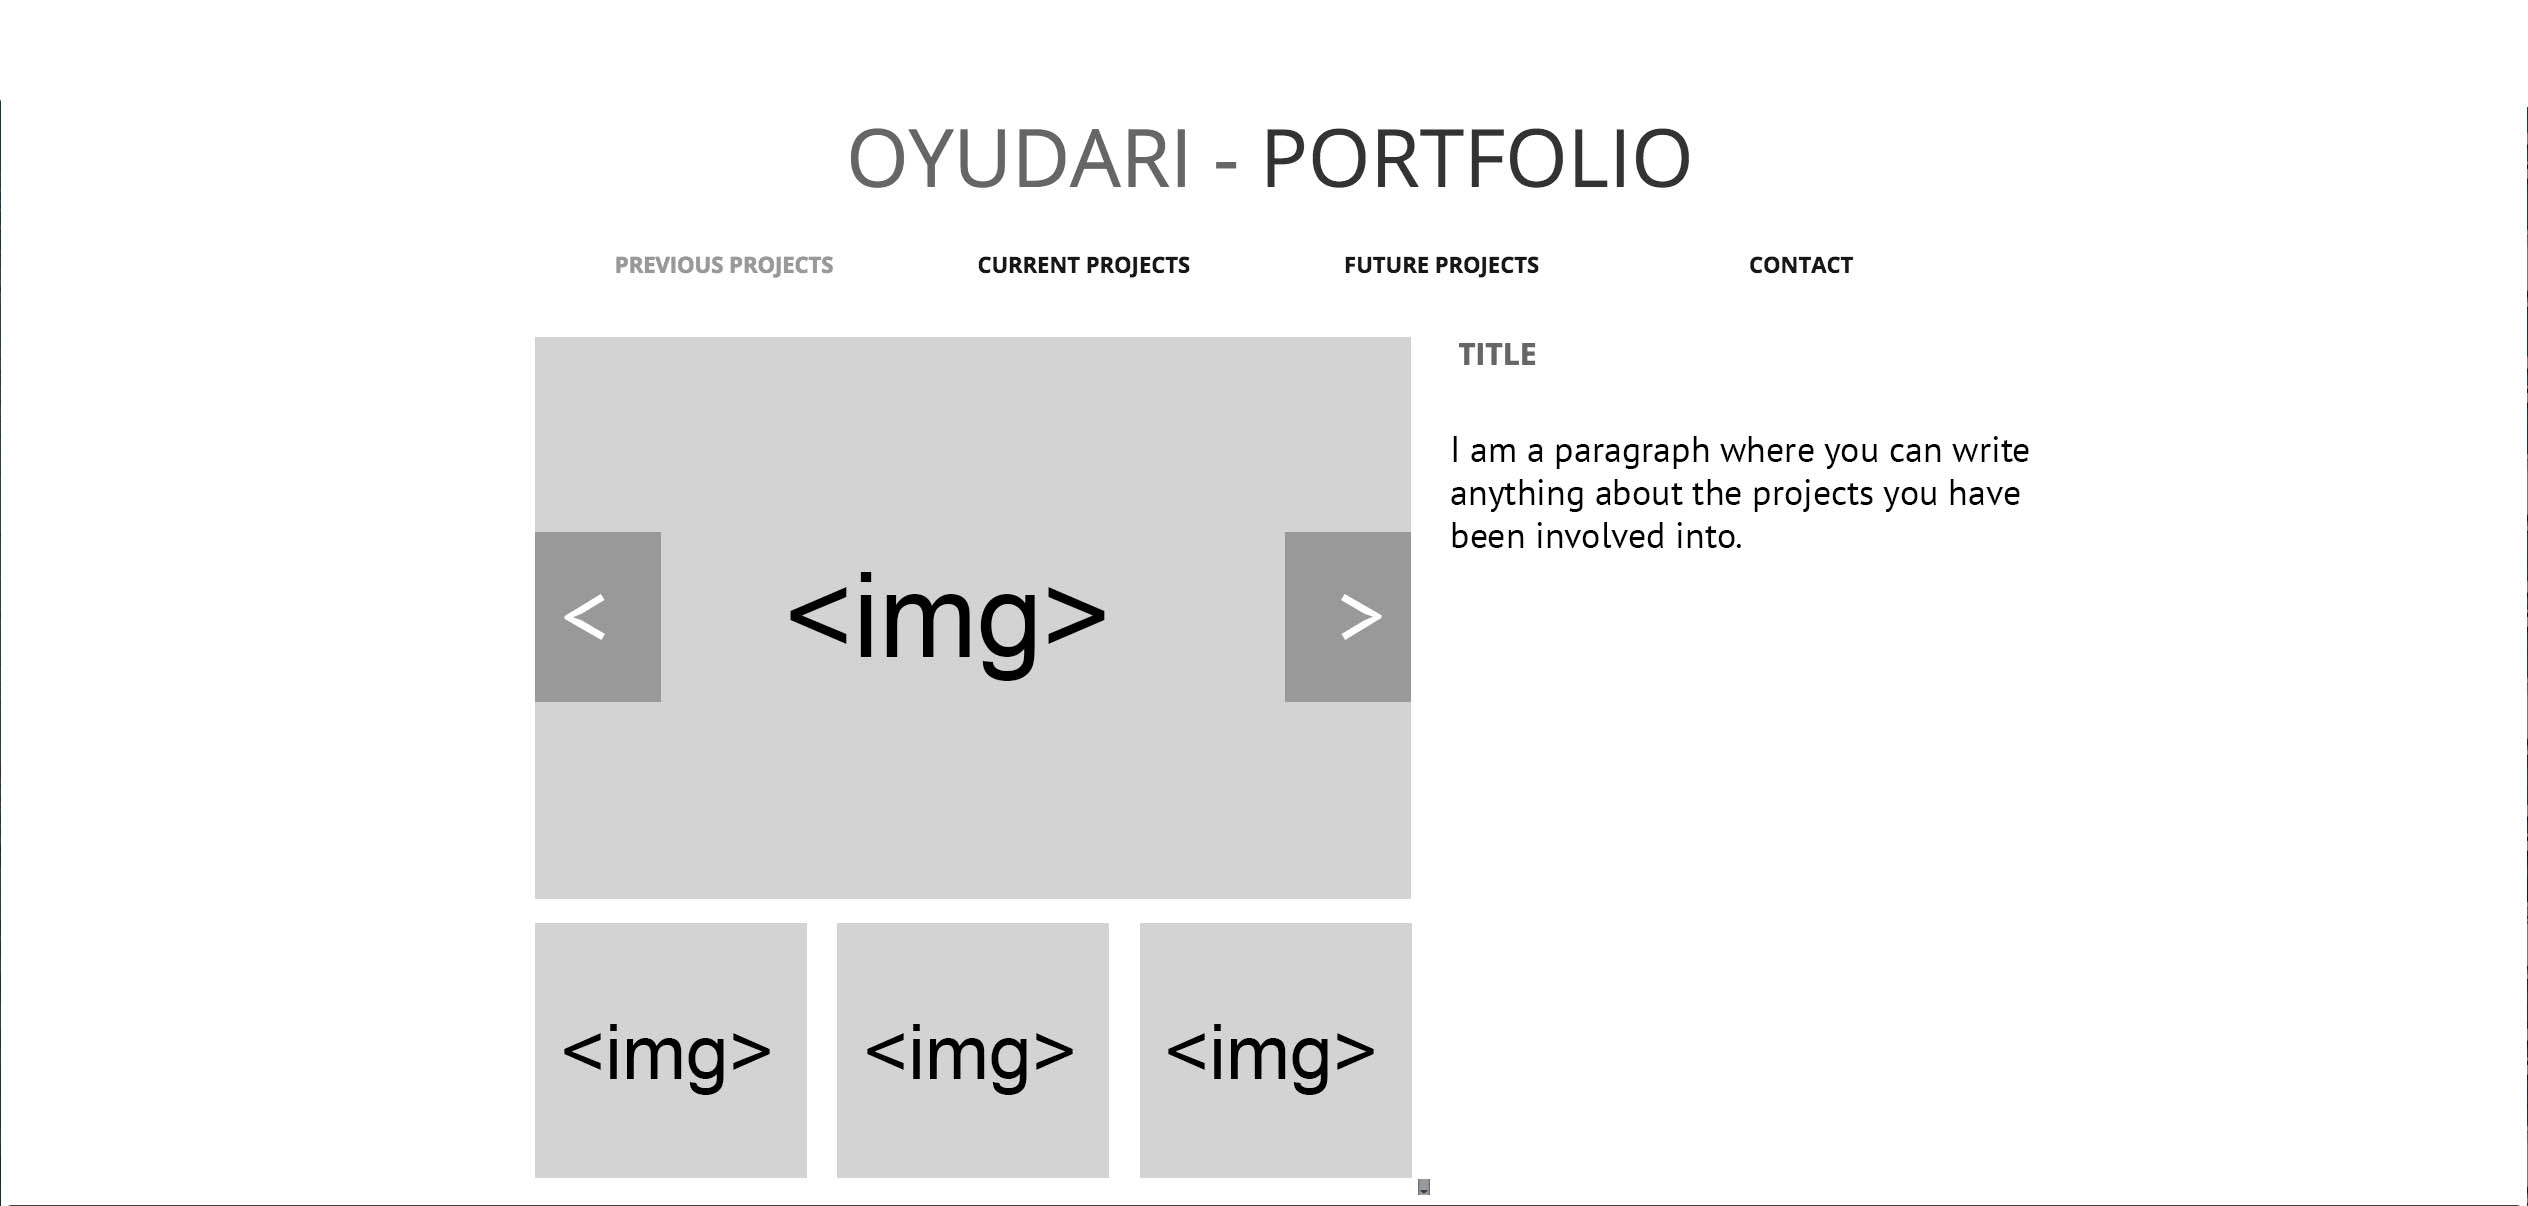 OYUDARI - PORTFOLIO
PREVIOUS PROJECTS CURRENT PROJECTS FUTURE PROJECTS CONTACT
<img>
<
>
<img> <img> <img>
TITLE
I am a paragraph where you can write
anything about the projects you have
been involved into.